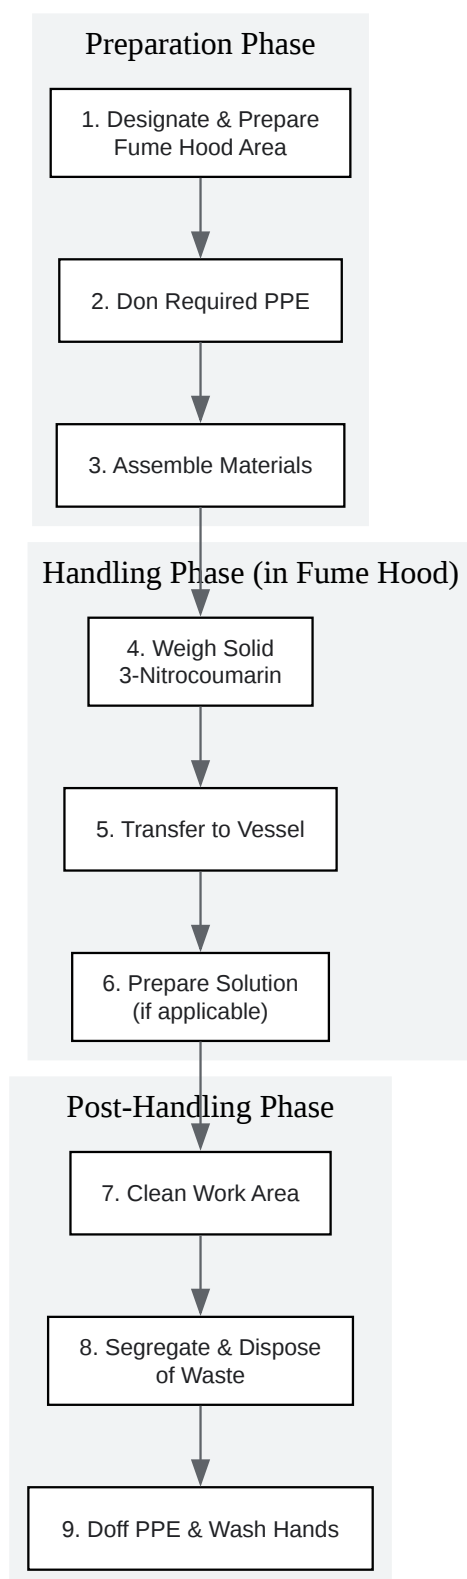 Preparation Phase
1. Designate & Prepare
Fume Hood Area
2. Don Required PPE
3. Assemble Materials
Handling Phase (in Fume Hood)
4. Weigh Solid
3-Nitrocoumarin
5. Transfer to Vessel
6. Prepare Solution
(if applicable)
Post-Handling Phase
7. Clean Work Area
8. Segregate & Dispose
of Waste
9. Doff PPE & Wash Hands